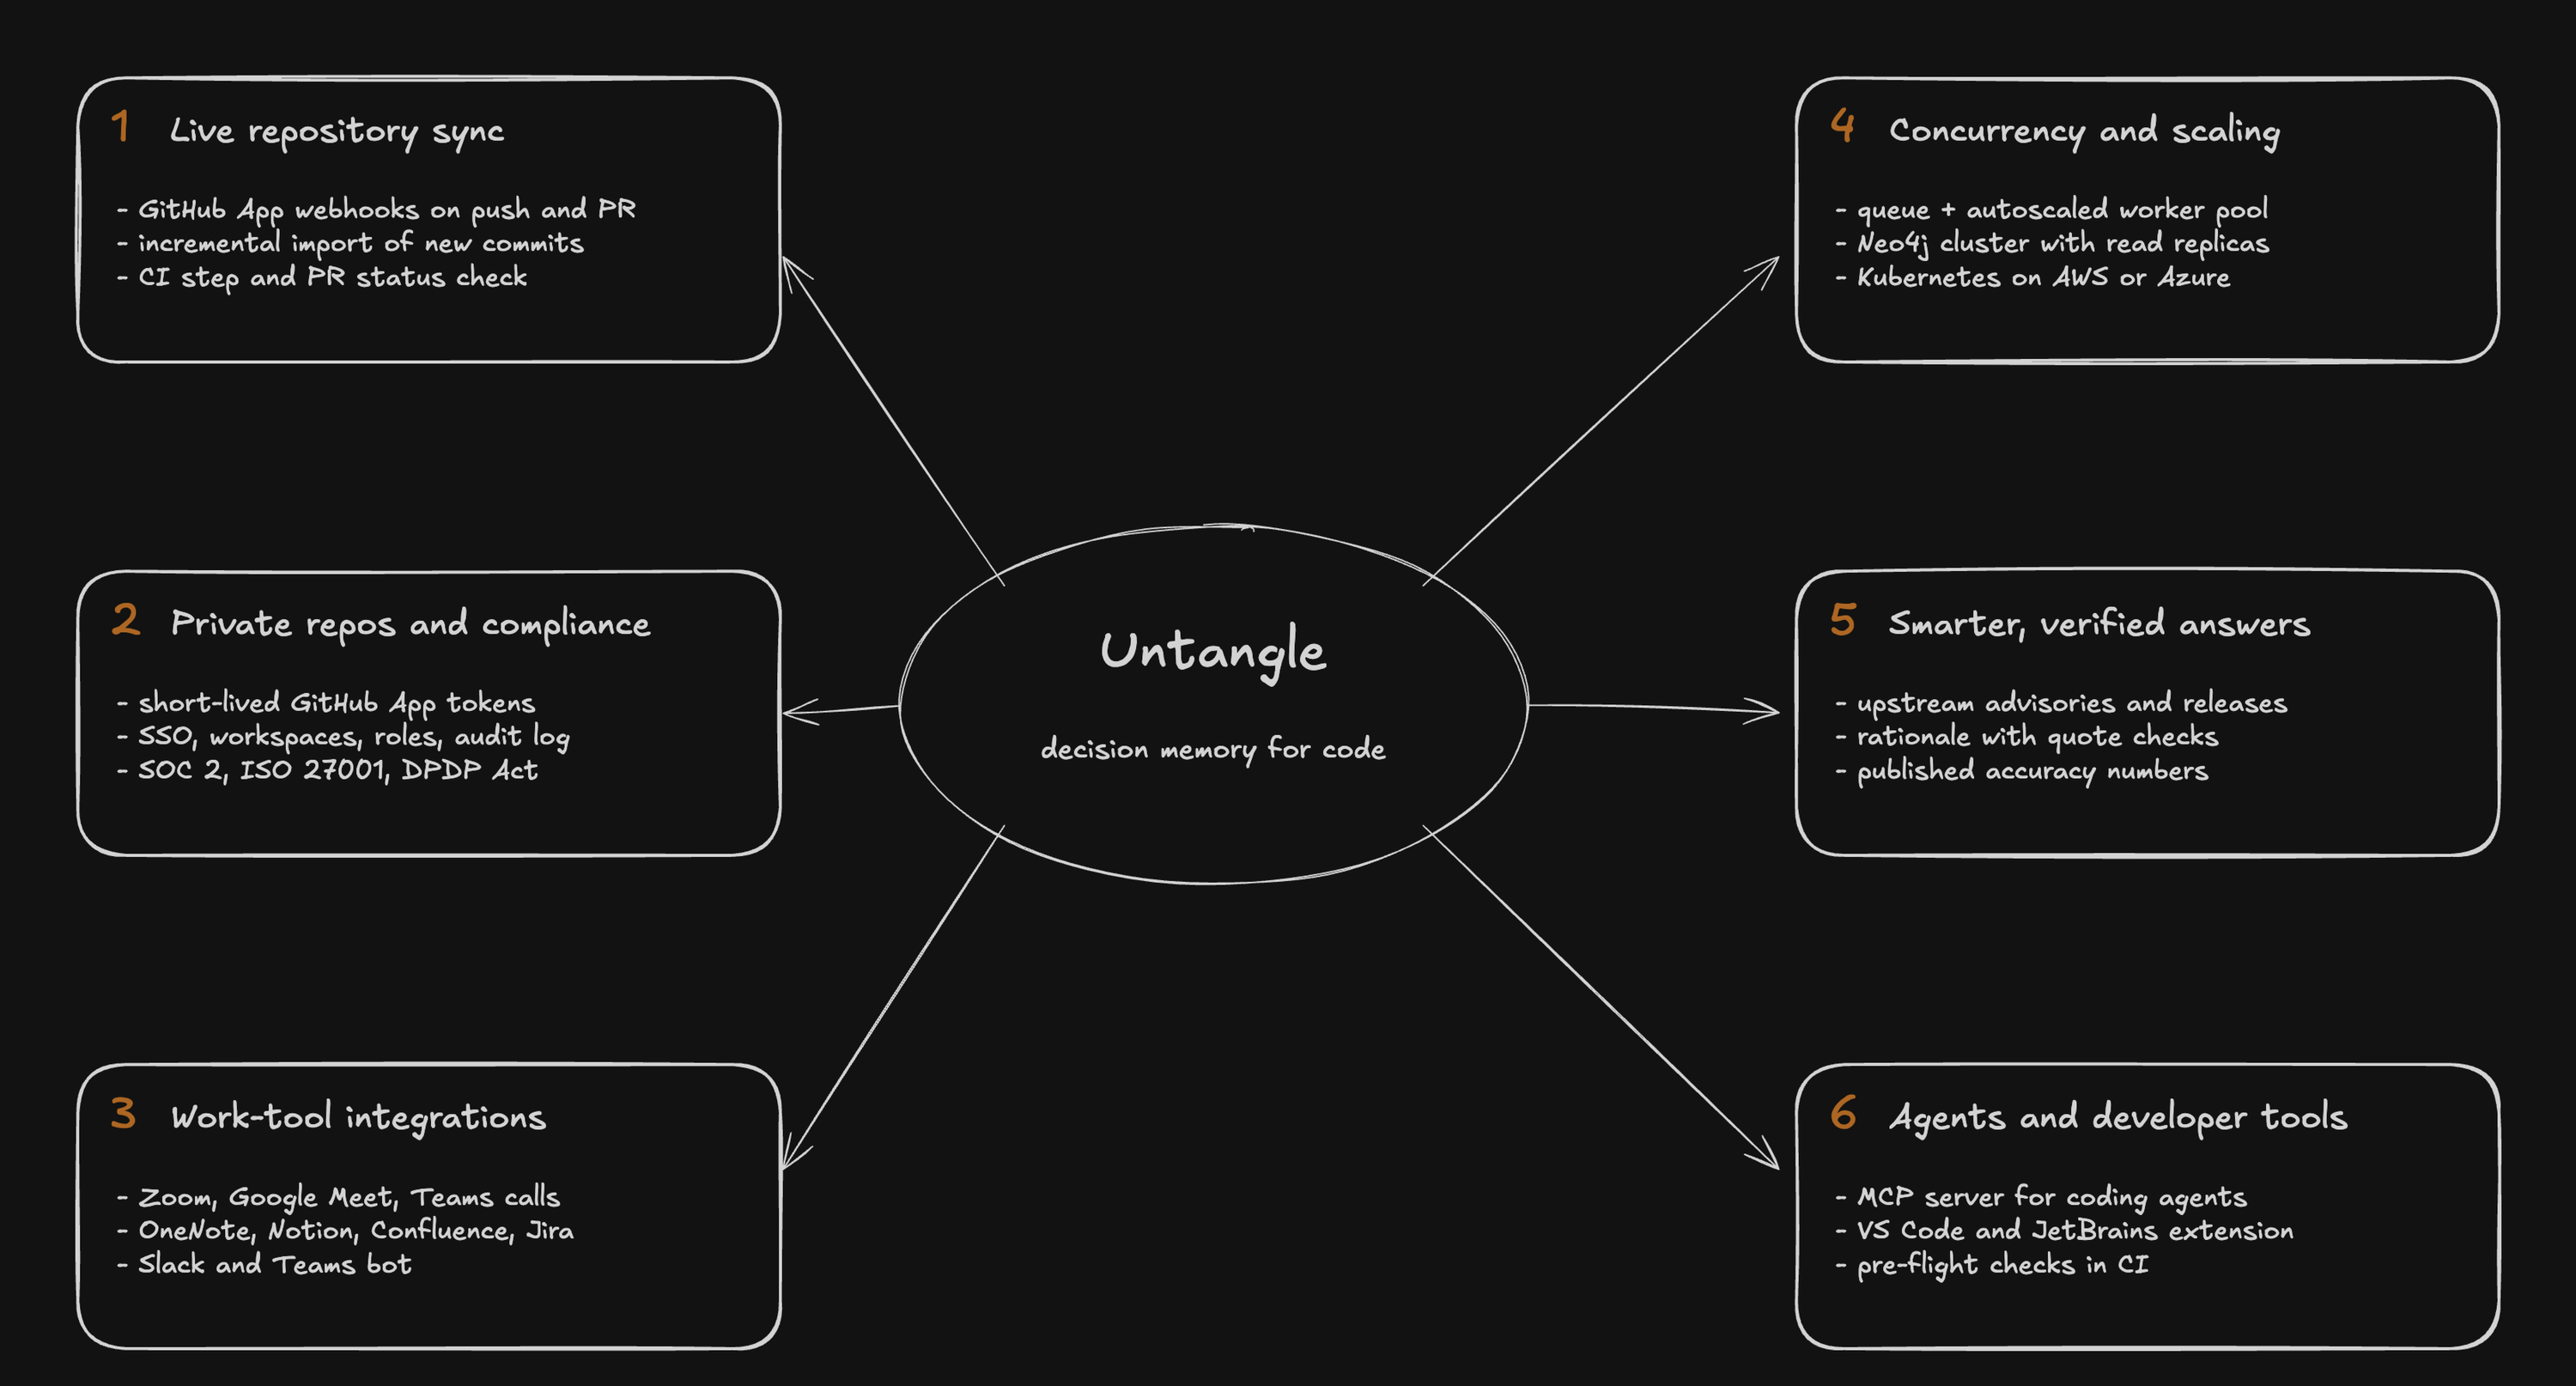 1 Live repository sync
- GitHub App webhooks on push and PR
- incremental import of new commits
- CI step and PR status check
2 Private repos and compliance
- short-lived GitHub App tokens
- SSO, workspaces, roles, audit log
- SOC 2, ISO 27001, DPDP Act
3 Work-tool integrations
- Zoom, Google Meet, Teams calls
- OneNote, Notion, Confluence, Jira
- Slack and Teams bot
Untangle
decision memory for code
4 Concurrency and scaling
- queue + autoscaled worker pool
- Neo4j cluster with read replicas
- Kubernetes on AWS or Azure
5 Smarter, verified answers
- upstream advisories and releases
- rationale with quote checks
- published accuracy numbers
6 Agents and developer tools
- MCP server for coding agents
- VS Code and JetBrains extension
- pre-flight checks in CI